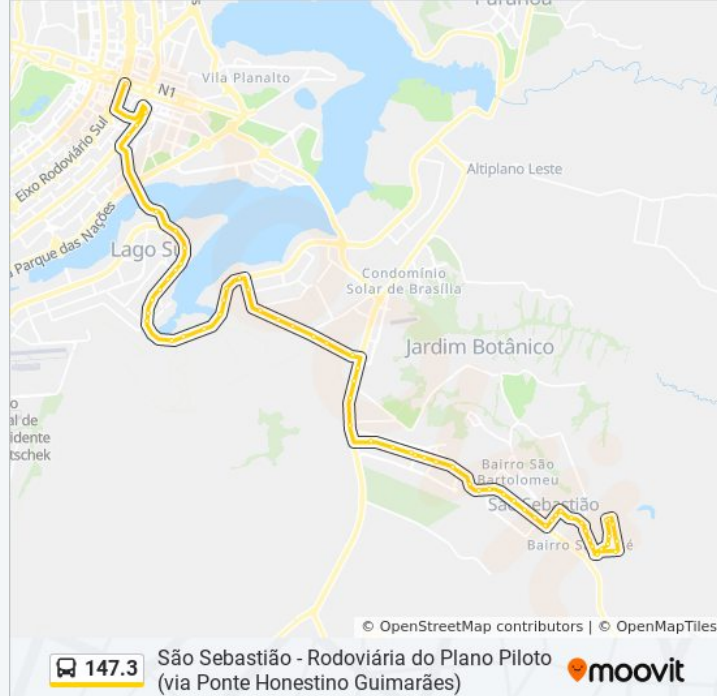 Paranoá
Vila Planalto
N1
Eixo Rodoviário Sul
Altiplano Leste
Parque das Nações
Lago Su
Condomínio
Solar de Brasília
Jardim Botânico
o
al de
idente
tschek
Bairro São
Bartolomeu
São Sebastião
Bairro S
é
© OpenStreetMap contributors | © OpenMapTiles
147.3
São Sebastião - Rodoviária do Plano Piloto
(via Ponte Honestino Guimarães)
moovit